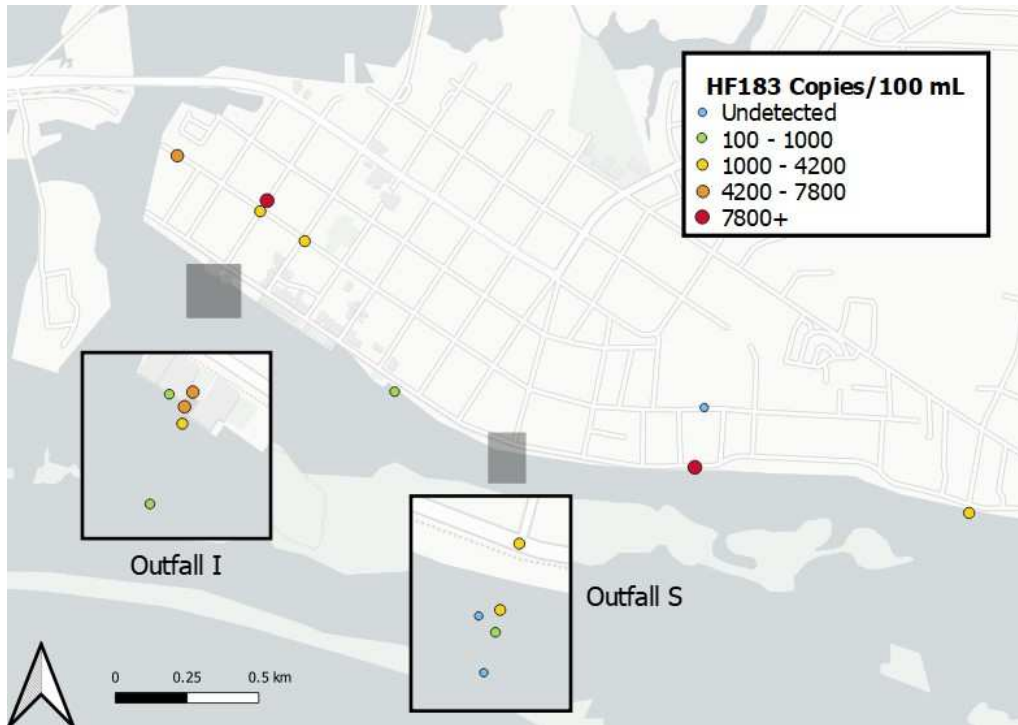 HF183 Copies/100 mL
Undetected
100 - 1000
1000 - 4200
4200 - 7800
7800+
Outfall I
Outfall S
0 0.25 0.5 km